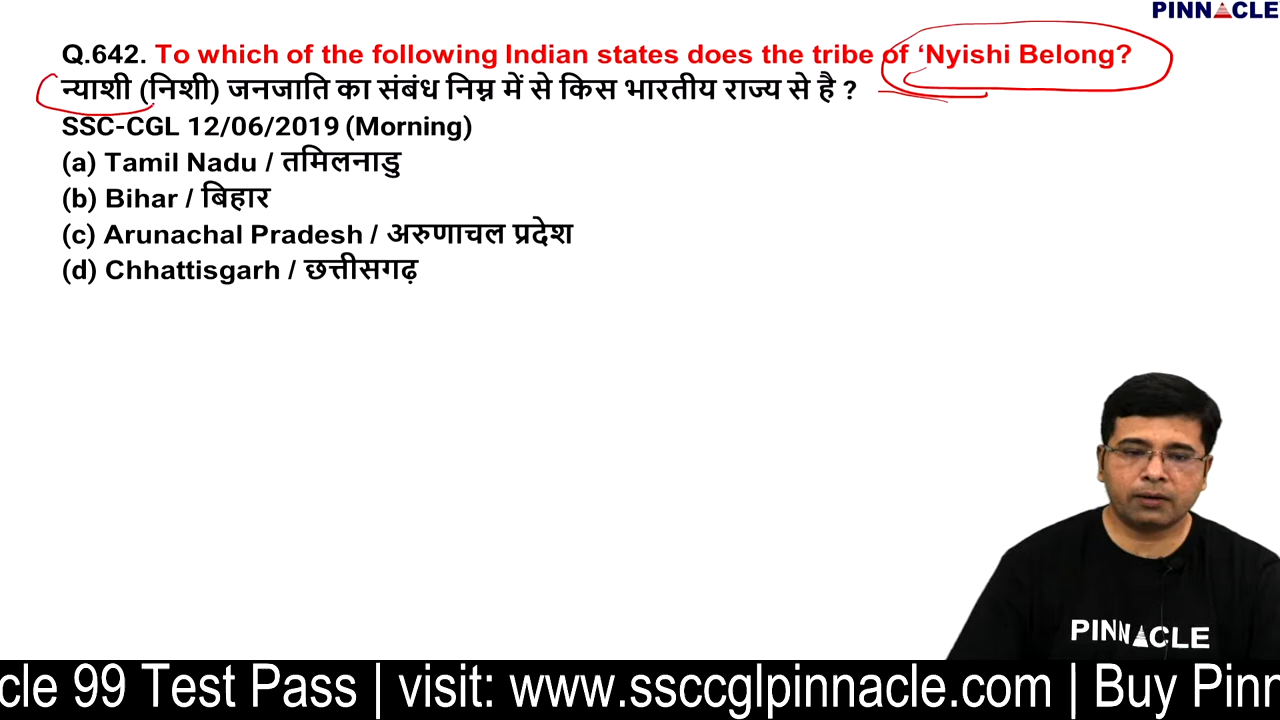 PINNACLE
Q.642. To which of the following Indian states does the tribe of ‘Nyishi Belong?
न्याशी (निशी) जनजाति का संबंध निम्न में से किस भारतीय राज्य से है ?
SSC-CGL 12/06/2019 (Morning)
(a) Tamil Nadu / तमिलनाडु
(b) Bihar / बिहार
(c) Arunachal Pradesh / अरुणाचल प्रदेश
(d) Chhattisgarh / छत्तीसगढ़
PINNACLE
cle 99 Test Pass | visit: www.ssccglpinnacle.com | Buy Pinn